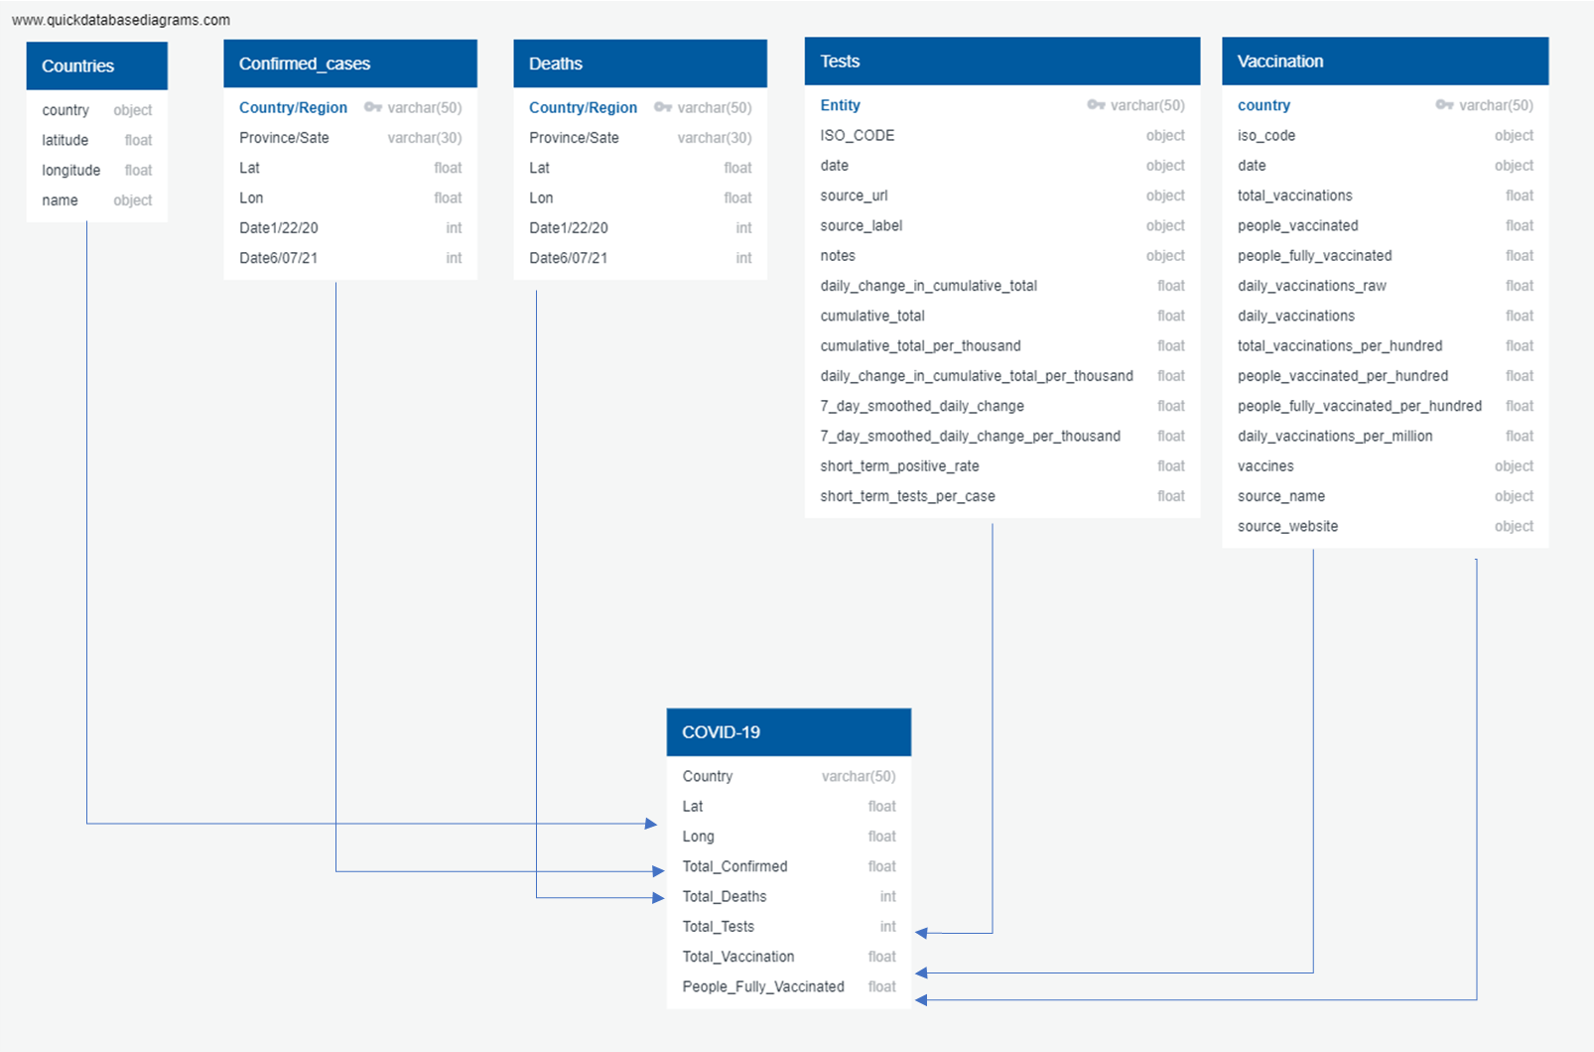 www.quickdatabasediagrams.com
Countries
country object
latitude float
longitude float
name object
Confirmed_cases
Country/Region varchar(50)
Province/Sate varchar(30)
Lat float
Lon float
Date1/22/20 int
Date6/07/21 int
Deaths
Country/Region varchar(50)
Province/Sate varchar(30)
Lat float
Lon float
Date1/22/20 int
Date6/07/21 int
Tests
Entity varchar(50)
ISO_CODE object
date object
source_url object
source_label object
notes object
daily_change_in_cumulative_total float
cumulative_total float
cumulative_total_per_thousand float
daily_change_in_cumulative_total_per_thousand float
7_day_smoothed_daily_change float
7_day_smoothed_daily_change_per_thousand float
short_term_positive_rate float
short_term_tests_per_case float
Vaccination
country varchar(50)
iso_code object
date object
total_vaccinations float
people_vaccinated float
people_fully_vaccinated float
daily_vaccinations_raw float
daily_vaccinations float
total_vaccinations_per_hundred float
people_vaccinated_per_hundred float
people_fully_vaccinated_per_hundred float
daily_vaccinations_per_million float
vaccines object
source_name object
source_website object
COVID-19
Country varchar(50)
Lat float
Long float
Total_Confirmed float
Total_Deaths int
Total_Tests int
Total_Vaccination float
People_Fully_Vaccinated float